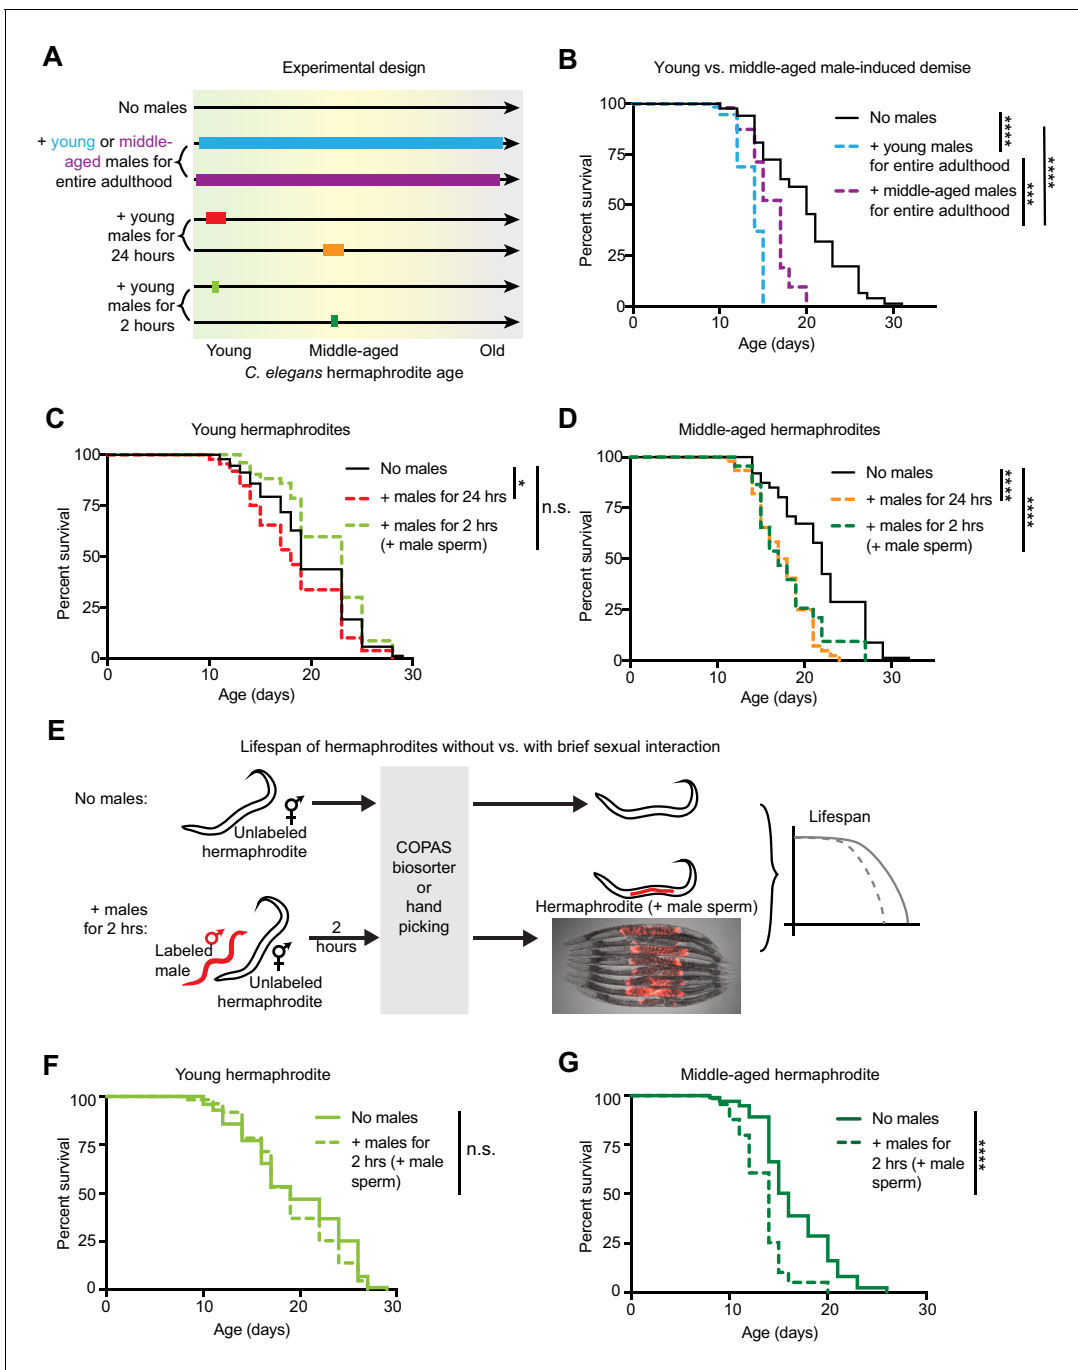 A
Experimental design
No males
+ young or middle-
aged males for
entire adulthood
+ young
males for
24 hours
+ young
males for
2 hours
Young
Middle-aged
Old
C. elegans hermaphrodite age
B
Young vs. middle-aged male-induced demise
Percent survival
100
75
50
25
0
0
10
20
30
Age (days)
No males
+ young males
for entire adulthood
+ middle-aged males
for entire adulthood
****
***
****
C
Young hermaphrodites
Percent survival
100
75
50
25
0
0
10
20
30
Age (days)
No males
+ males for 24 hrs
+ males for 2 hrs
(+ male sperm)
*
n.s.
D
Middle-aged hermaphrodites
Percent survival
100
75
50
25
0
0
10
20
30
Age (days)
No males
+ males for 24 hrs
+ males for 2 hrs
(+ male sperm)
****
****
E
Lifespan of hermaphrodites without vs. with brief sexual interaction
No males:
Unlabeled
hermaphrodite
+ males
for 2 hrs:
Labeled
male
Unlabeled
hermaphrodite
2
hours
COPAS
biosorter
or
hand
picking
Hermaphrodite (+ male sperm)
Lifespan
F
Young hermaphrodite
Percent survival
100
75
50
25
0
0
10
20
30
Age (days)
No males
+ males for
2 hrs (+ male
sperm)
n.s.
G
Middle-aged hermaphrodite
Percent survival
100
75
50
25
0
0
10
20
30
Age (days)
No males
+ males for
2 hrs (+ male
sperm)
****